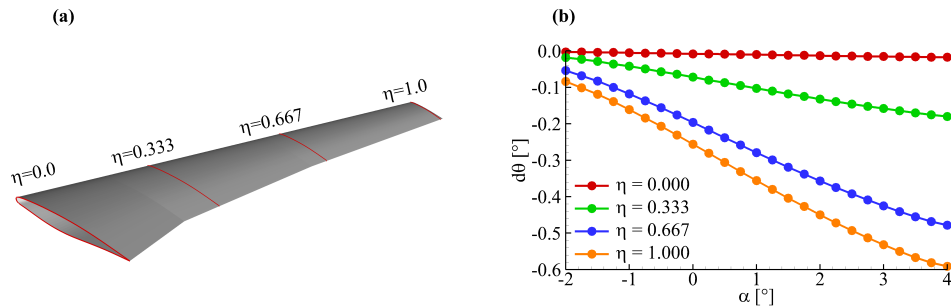 (a)
η=0.0
η=0.333
η=0.667
η=1.0
(b)
dθ [°]
0.0
-0.1
-0.2
-0.3
-0.4
-0.5
-0.6
η = 0.000
η = 0.333
η = 0.667
η = 1.000
-2 -1 0 1 2 3 4
α [°]